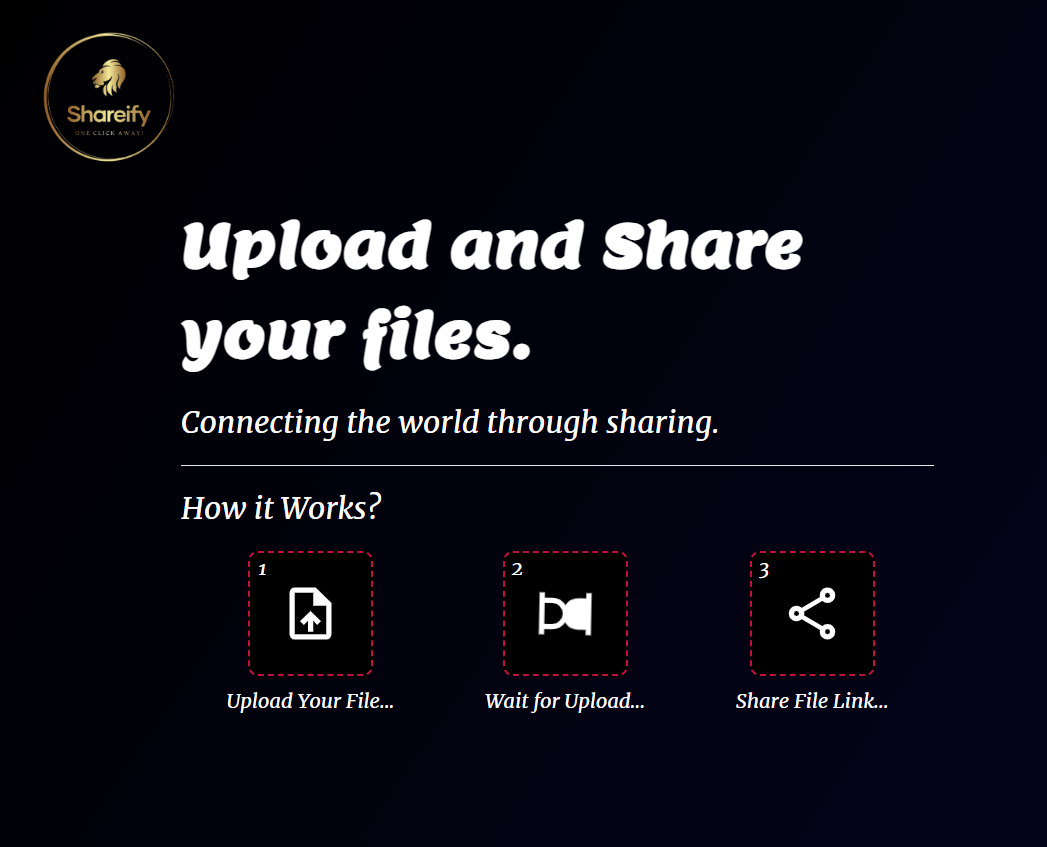 Shareify
ONE CLICK AWAY!
Upload and Share
your files.
Connecting the world through sharing.
How it Works?
1
2
3
Upload Your File...
Wait for Upload...
Share File Link...